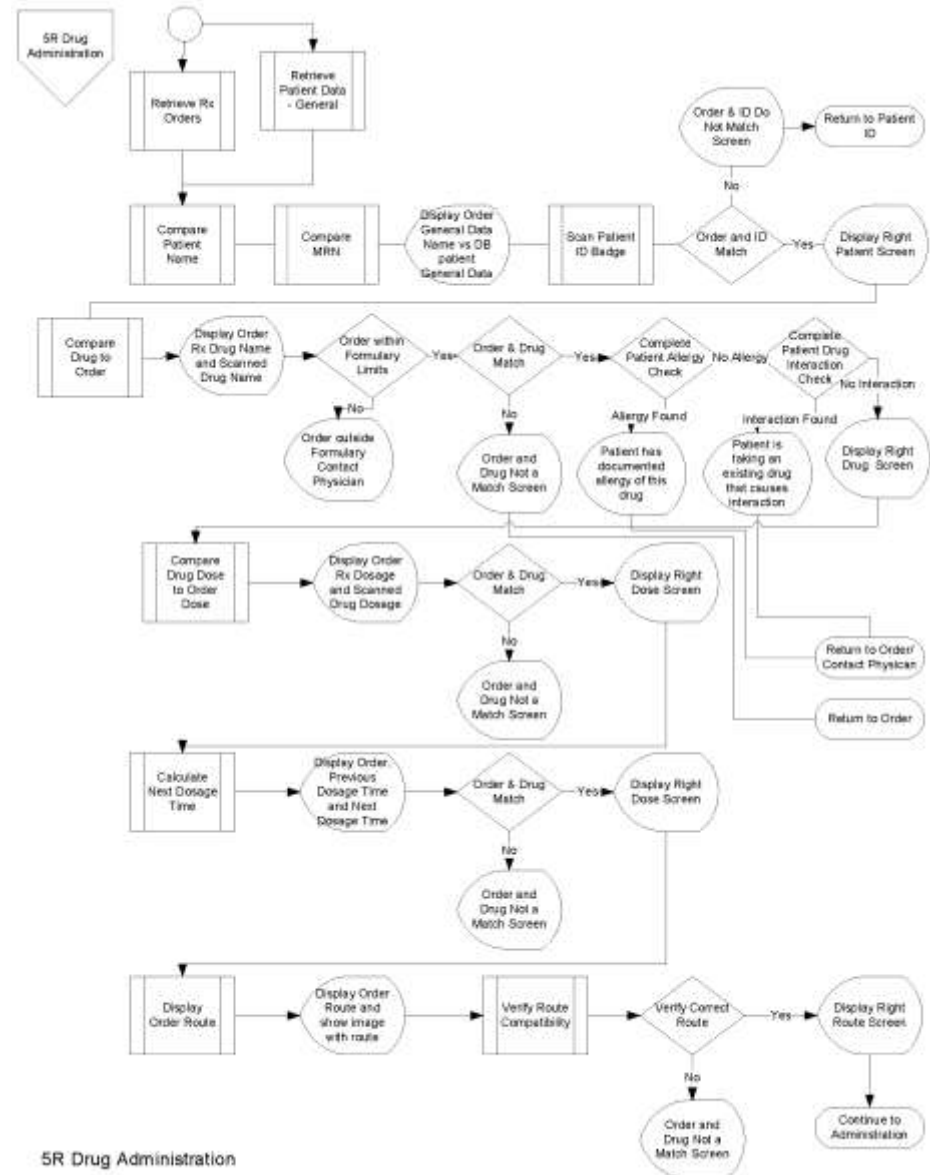 5R Drug
Administration
Retrieve Rx
Orders
Retrieve
Patient Data
- General
Order & ID Do
Not Match
Screen
Return to Patient
ID
No
Compare
Patient
Name
Compare
MRN
Display Order
General Data
Name vs DB
patient
General Data
Scan Patient
ID Badge
Order and ID
Match
Yes
Display Right
Patient Screen
Compare
Drug to
Order
Display Order
Rx Drug Name
and Scanned
Drug Name
Order within
Formulary
Limits
Yes
Order & Drug
Match
Yes
Complete
Patient Allergy
Check
No Allergy
Complete
Patient Drug
Interaction
Check
No Interaction
No
No
Allergy Found
Interaction Found
Order outside
Formulary
Contact
Physician
Order and
Drug Not a
Match Screen
Patient has
documented
allergy of this
drug
Patient is
taking an
existing drug
that causes
interaction
Display Right
Drug Screen
Compare
Drug Dose
to Order
Dose
Display Order
Rx Dosage
and Scanned
Drug Dosage
Order & Drug
Match
Yes
Display Right
Dose Screen
No
Order and
Drug Not a
Match Screen
Return to Order/
Contact Physican
Return to Order
Calculate
Next Dosage
Time
Display Order
Previous
Dosage Time
and Next
Dosage Time
Order & Drug
Match
Yes
Display Right
Dose Screen
No
Order and
Drug Not a
Match Screen
Display
Order Route
Display Order
Route and
show image
with route
Verify Route
Compatibility
Verify Correct
Route
Yes
Display Right
Route Screen
No
Order and
Drug Not a
Match Screen
Continue to
Administration
5R Drug Administration